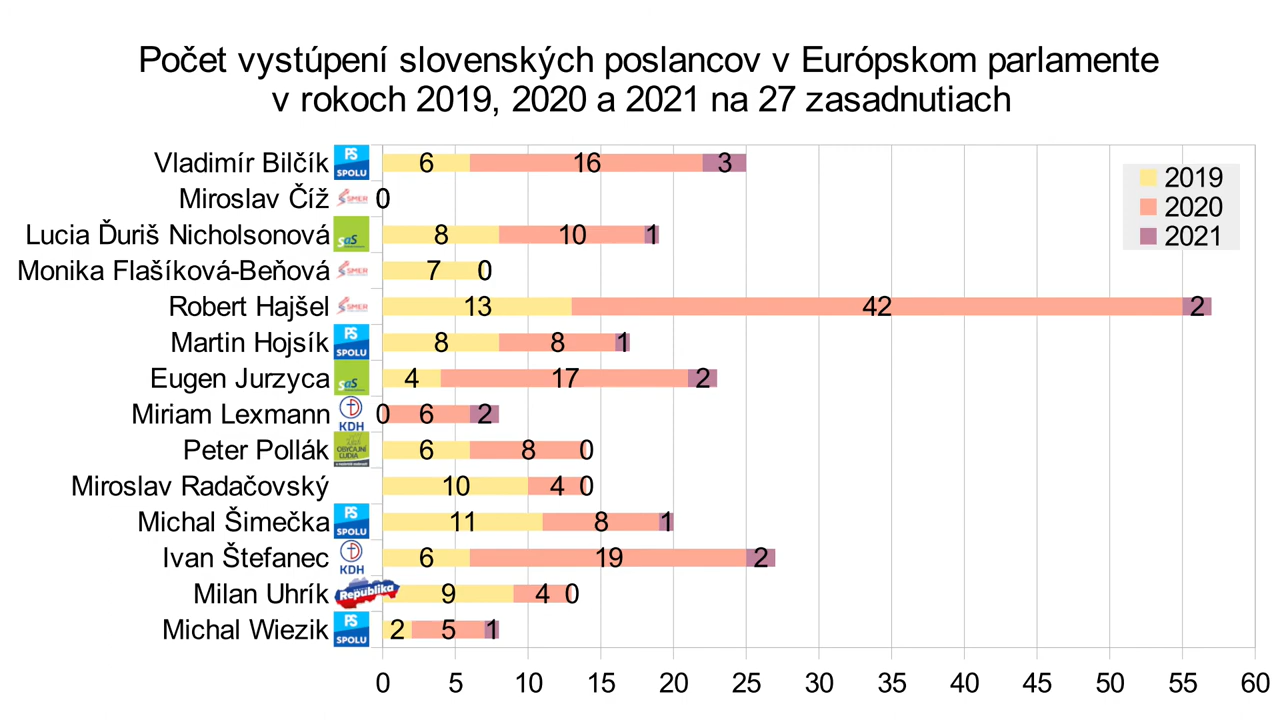 Počet vystúpení slovenských poslancov v Európskom parlamente
v rokoch 2019, 2020 a 2021 na 27 zasadnutiach
Vladimír Bilčík PS SPOLU 6 16 3
Miroslav Číž SMER 0
Lucia Ďuriš Nicholsonová SaS 8 10 1
Monika Flašíková-Beňová SMER 7 0
Robert Hajšel SMER 13 42 2
Martin Hojsík PS SPOLU 8 8 1
Eugen Jurzyca SaS 4 17 2
Miriam Lexmann KDH 0 6 2
Peter Pollák OBYČAJNÍ ĽUDIA 6 8 0
Miroslav Radačovský 10 4 0
Michal Šimečka PS SPOLU 11 8 1
Ivan Štefanec KDH 6 19 2
Milan Uhrík Republika 9 4 0
Michal Wiezik PS SPOLU 2 5 1
0 5 10 15 20 25 30 35 40 45 50 55 60
2019
2020
2021